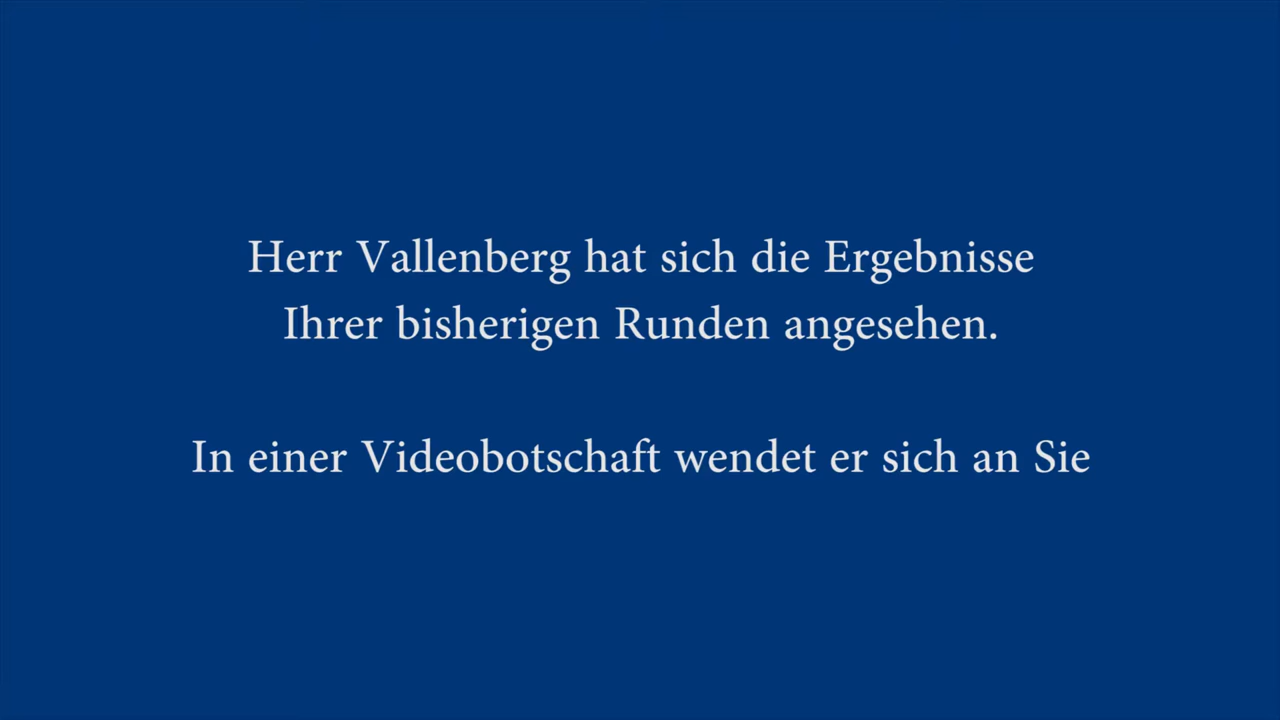 Herr Vallenberg hat sich die Ergebnisse
Ihrer bisherigen Runden angesehen.
In einer Videobotschaft wendet er sich an Sie